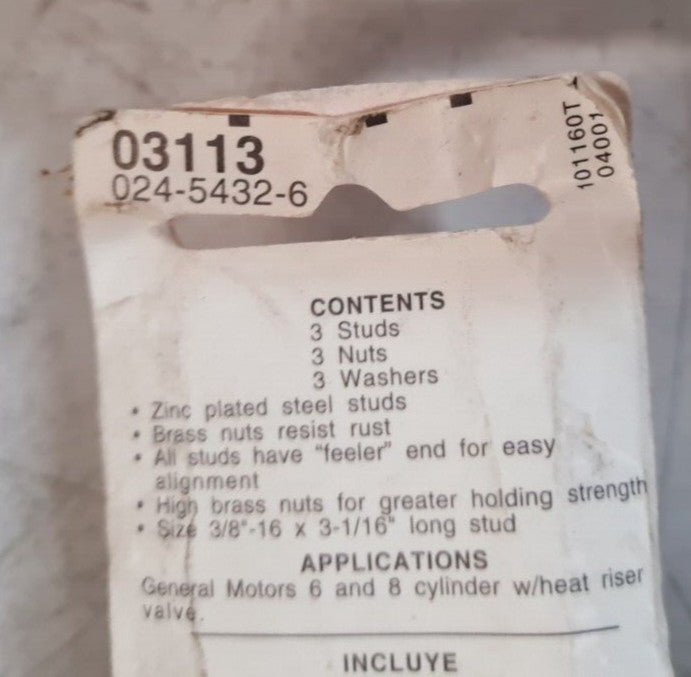 03113
024-5432-6
101160T
04001
CONTENTS
3 Studs
3 Nuts
3 Washers
• Zinc plated steel studs
• Brass nuts resist rust
• All studs have "feeler" end for easy
alignment
• High brass nuts for greater holding strength
• Size 3/8"-16 x 3-1/16" long stud
APPLICATIONS
General Motors 6 and 8 cylinder w/heat riser
valve.
INCLUYE